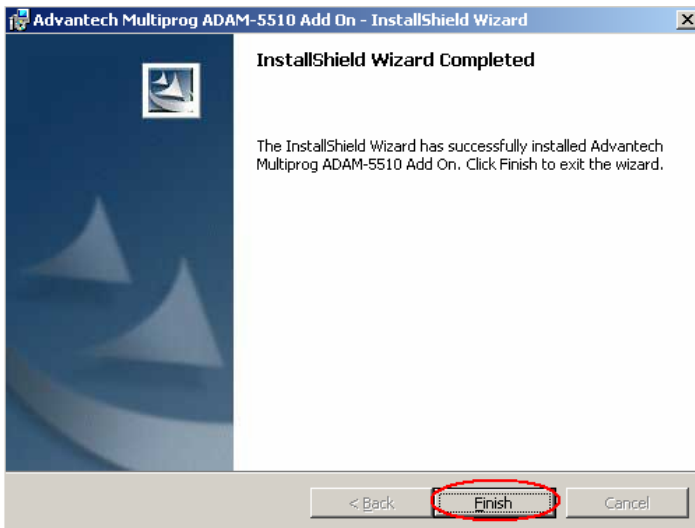 Advantech Multiprog ADAM-5510 Add On - InstallShield Wizard
InstallShield Wizard Completed
The InstallShield Wizard has successfully installed Advantech
Multiprog ADAM-5510 Add On. Click Finish to exit the wizard.
< Back Finish Cancel